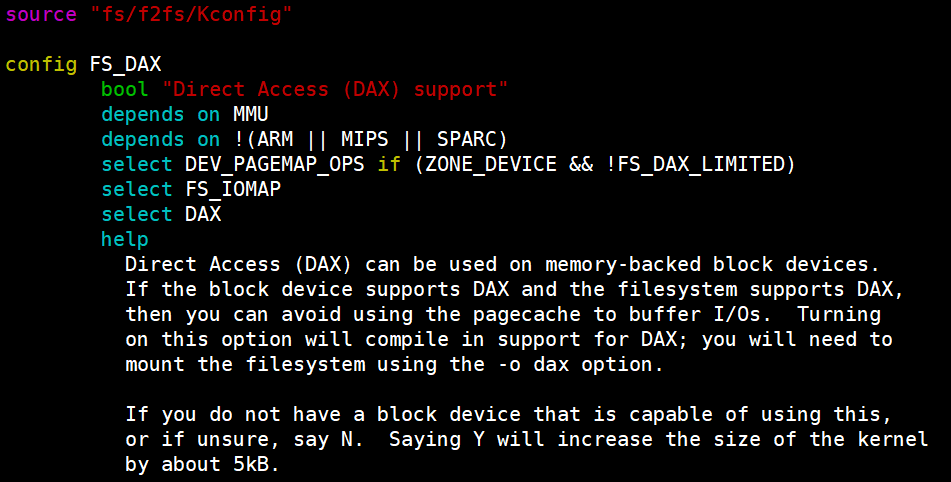 source "fs/f2fs/Kconfig"
config FS_DAX
bool "Direct Access (DAX) support"
depends on MMU
depends on !(ARM || MIPS || SPARC)
select DEV_PAGEMAP_OPS if (ZONE_DEVICE && !FS_DAX_LIMITED)
select FS_IOMAP
select DAX
help
Direct Access (DAX) can be used on memory-backed block devices.
If the block device supports DAX and the filesystem supports DAX,
then you can avoid using the pagecache to buffer I/Os.  Turning
on this option will compile in support for DAX; you will need to
mount the filesystem using the -o dax option.
If you do not have a block device that is capable of using this,
or if unsure, say N.  Saying Y will increase the size of the kernel
by about 5kB.